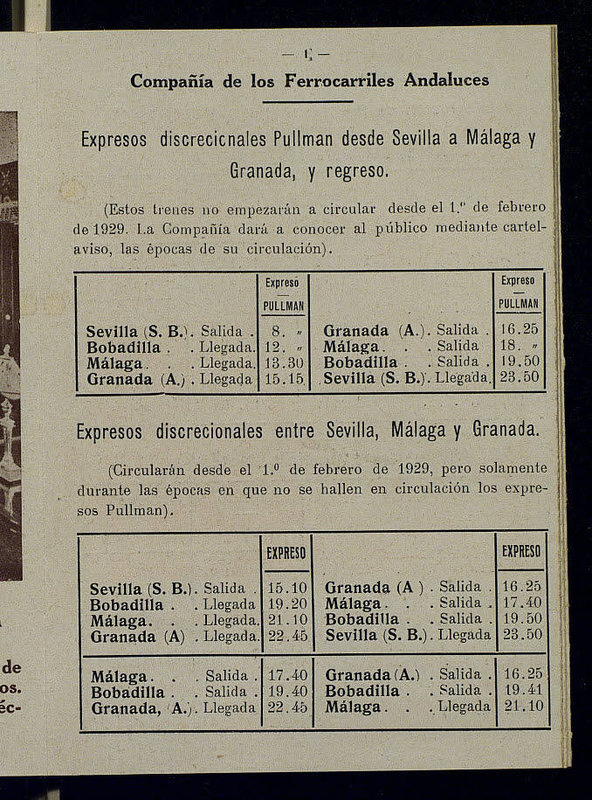 Compañía de los Ferrocarriles Andaluces
Expresos discrecicnales Pullman desde Sevilla a Málaga y
Granada, y regreso.
(Estos trenes no empezarán a circular desde el 1.º de febrero
de 1929. La Compañía dará a conocer al público mediante cartel-
aviso, las épocas de su circulación).
Expreso
—
PULLMAN
Sevilla (S. B.). Salida . 8. „
Bobadilla . . Llegada. 12. „
Málaga. . . Llegada. 13.30
Granada (A.) . Llegada 15.15
Expreso
—
PULLMAN
Granada (A.). Salida . 16.25
Málaga. . . Salida . 18. „
Bobadilla . . Salida . 19.50
Sevilla (S. B.). Llegada. 23.50
Expresos discrecionales entre Sevilla, Málaga y Granada.
(Circularán desde el 1.º de febrero de 1929, pero solamente
durante las épocas en que no se hallen en circulación los expre-
sos Pullman).
EXPRESO
Sevilla (S. B.). Salida . 15.10
Bobadilla . . Llegada 19.20
Málaga. . . Llegada. 21.10
Granada (A) . Llegada. 22.45
EXPRESO
Granada (A ) . Salida . 16.25
Málaga. . . Salida . 17.40
Bobadilla . . Salida . 19.50
Sevilla (S. B.). Llegada 23.50
Málaga. . . Salida . 17.40
Bobadilla . . Salida . 19.40
Granada, (A.). Llegada 22.45
Granada (A.) . Salida . 16.25
Bobadilla . . Salida . 19.41
Málaga. . . Llegada 21.10
de
os.
éc-